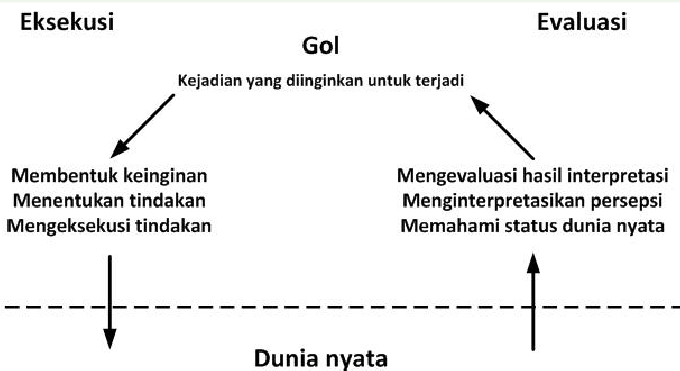 Eksekusi
Evaluasi
Gol
Kejadian yang diinginkan untuk terjadi
Membentuk keinginan
Menentukan tindakan
Mengeksekusi tindakan
Mengevaluasi hasil interpretasi
Menginterpretasikan persepsi
Memahami status dunia nyata
Dunia nyata